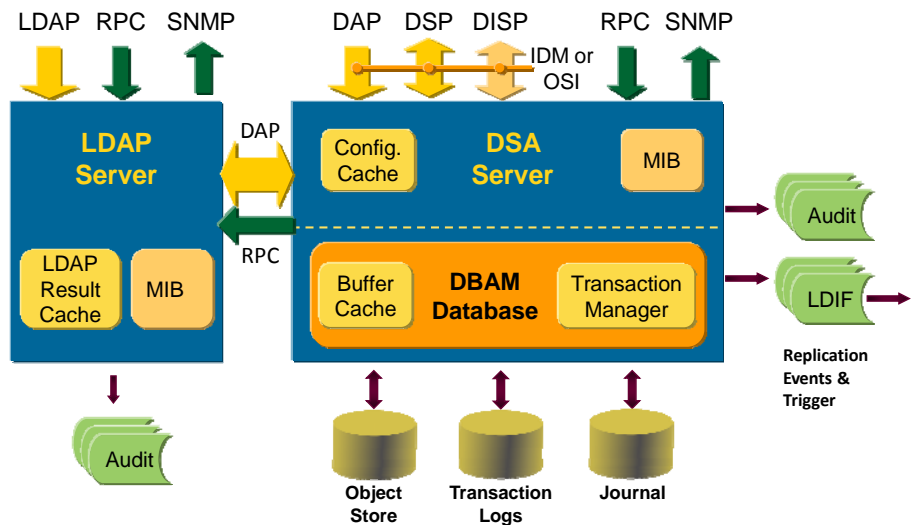 LDAP RPC SNMP
DAP DSP DISP
IDM or
OSI
RPC SNMP
LDAP
Server
DAP
RPC
LDAP
Result
Cache
MIB
Audit
Config.
Cache
DSA
Server
MIB
Buffer
Cache
DBAM
Database
Transaction
Manager
Audit
LDIF
Replication
Events &
Trigger
Object
Store
Transaction
Logs
Journal